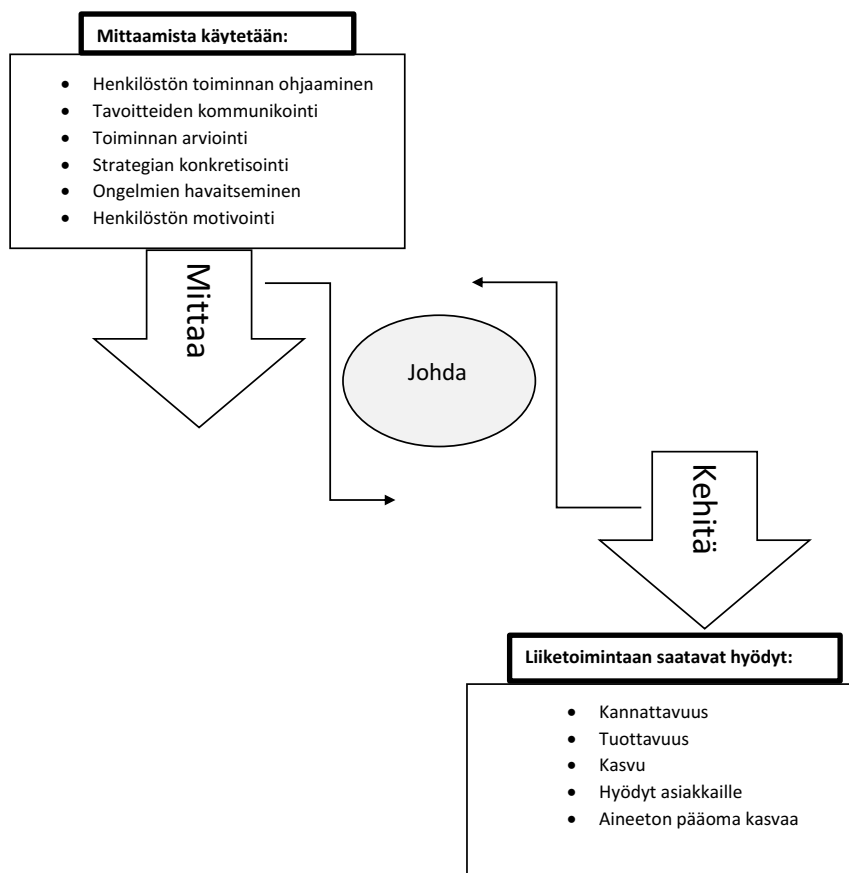 Mittaamista käytetään:
• Henkilöstön toiminnan ohjaaminen
• Tavoitteiden kommunikointi
• Toiminnan arviointi
• Strategian konkretisointi
• Ongelmien havaitseminen
• Henkilöstön motivointi
Mittaa
Johda
Kehitä
Liiketoimintaan saatavat hyödyt:
• Kannattavuus
• Tuottavuus
• Kasvu
• Hyödyt asiakkaille
• Aineeton pääoma kasvaa